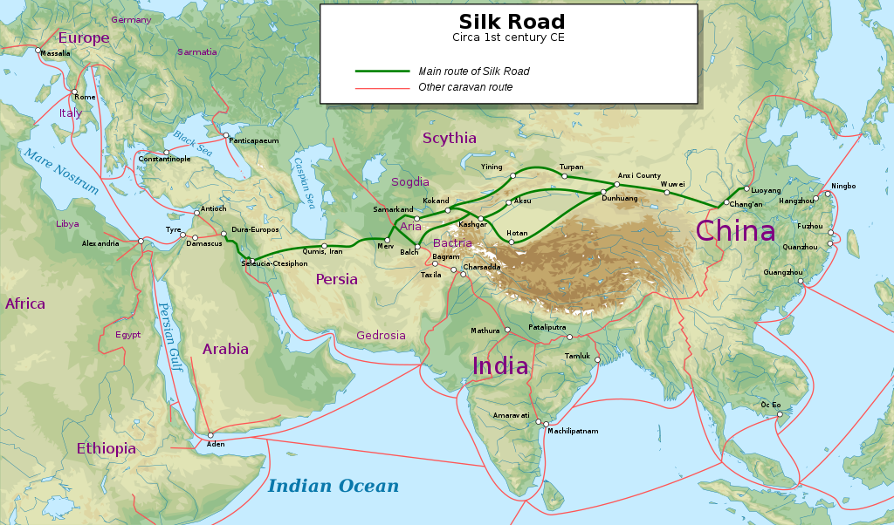 Silk Road
Circa 1st century CE
Main route of Silk Road
Other caravan route
Germany
Europe
Massalia
Sarmatia
Rome
Italy
Black Sea
Panticapaeum
Constantinople
Mare Nostrum
Caspian Sea
Scythia
Yining
Turpan
Anxi County
Wuwei
Luoyang
Ningbo
Sogdia
Kokand
Aksu
Dunhuang
Chang'an
Hangzhou
Antioch
Samarkand
Libya
Tyre
Dura-Europos
Aria
Kashgar
Hotan
China
Fuzhou
Alexandria
Damascus
Merv
Bactria
Quanzhou
Qumis, Iran
Balch
Bagram
Seleucia-Ctesiphon
Charsadda
Taxila
Guangzhou
Persia
Africa
Persian Gulf
Egypt
Gedrosia
Mathura
Pataliputra
Arabia
India
Tamluk
Óc Eo
Amaravati
Machilipatnam
Aden
Ethiopia
Indian Ocean